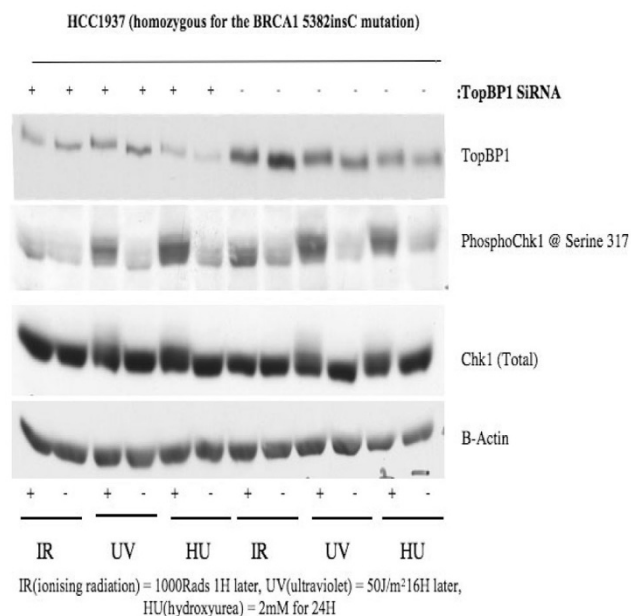 HCC1937 (homozygous for the BRCA1 5382insC mutation)
+ + + + + + - - - - - - :TopBP1 SiRNA
TopBP1
PhosphoChk1 @ Serine 317
Chk1 (Total)
B-Actin
+ - + - + - + - + - + -
IR UV HU IR UV HU
IR(ionising radiation) = 1000Rads 1H later, UV(ultraviolet) = 50J/m²16H later,
HU(hydroxyurea) = 2mM for 24H